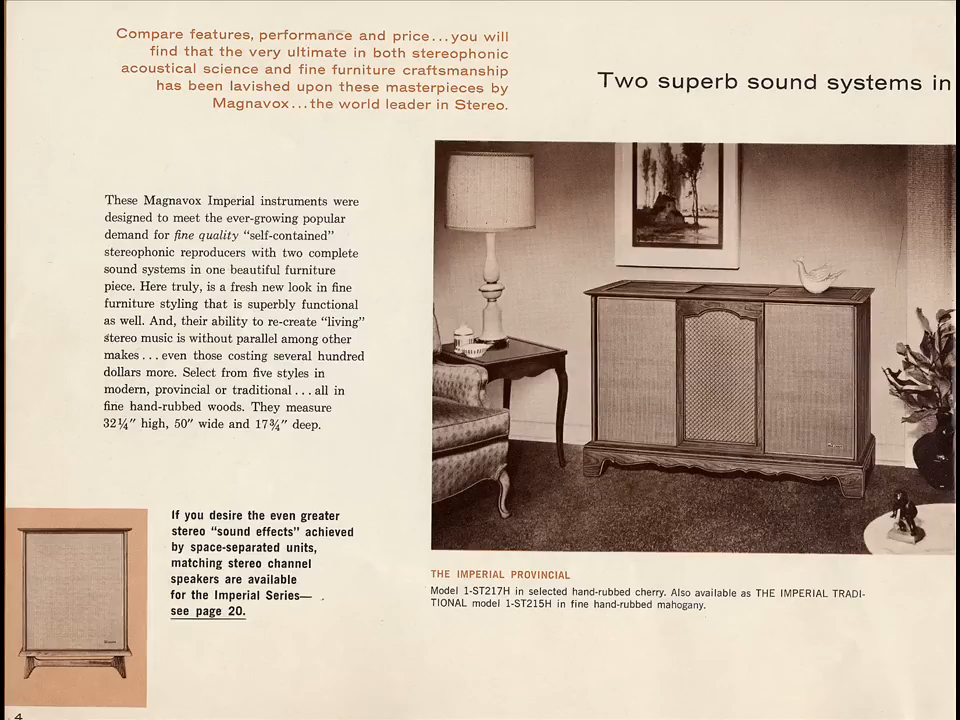 Compare features, performance and price...you will
find that the very ultimate in both stereophonic
acoustical science and fine furniture craftsmanship
has been lavished upon these masterpieces by
Magnavox...the world leader in Stereo.
Two superb sound systems in
These Magnavox Imperial instruments were
designed to meet the ever-growing popular
demand for fine quality “self-contained”
stereophonic reproducers with two complete
sound systems in one beautiful furniture
piece. Here truly, is a fresh new look in fine
furniture styling that is superbly functional
as well. And, their ability to re-create “living”
stereo music is without parallel among other
makes...even those costing several hundred
dollars more. Select from five styles in
modern, provincial or traditional...all in
fine hand-rubbed woods. They measure
32¼″ high, 50″ wide and 17¾″ deep.
If you desire the even greater
stereo “sound effects” achieved
by space-separated units,
matching stereo channel
speakers are available
for the Imperial Series—
see page 20.
THE IMPERIAL PROVINCIAL
Model 1-ST217H in selected hand-rubbed cherry. Also available as THE IMPERIAL TRADI-
TIONAL model 1-ST215H in fine hand-rubbed mahogany.
4